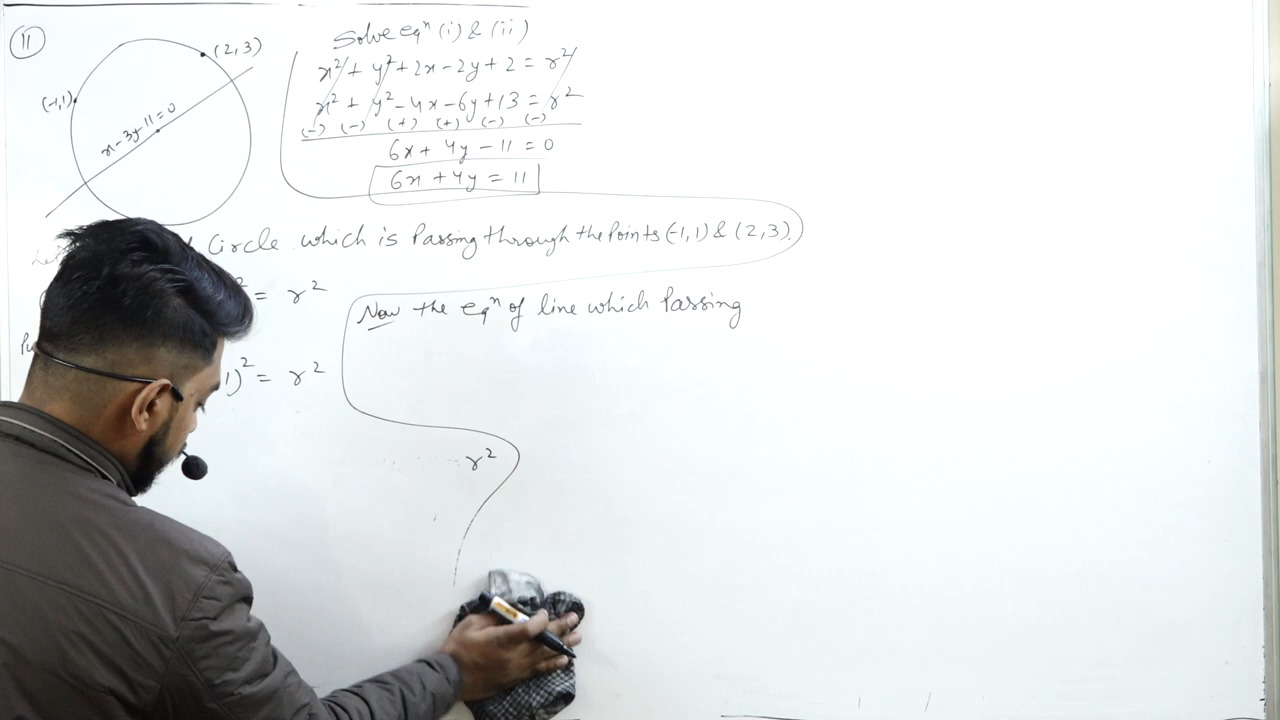 11
(2,3)
(-1,1)
x-3y-11=0
Solve eqⁿ (i) & (ii)
x² + y² + 2x - 2y + 2 = r²
x² + y² - 4x - 6y + 13 = r²
(-) (-) (+) (+) (-) (-)
6x + 4y - 11 = 0
6x + 4y = 11
Circle which is Passing through the Points (-1,1) & (2,3).
² = r²
Now the eqⁿ of line which Passing
1)² = r²
r²